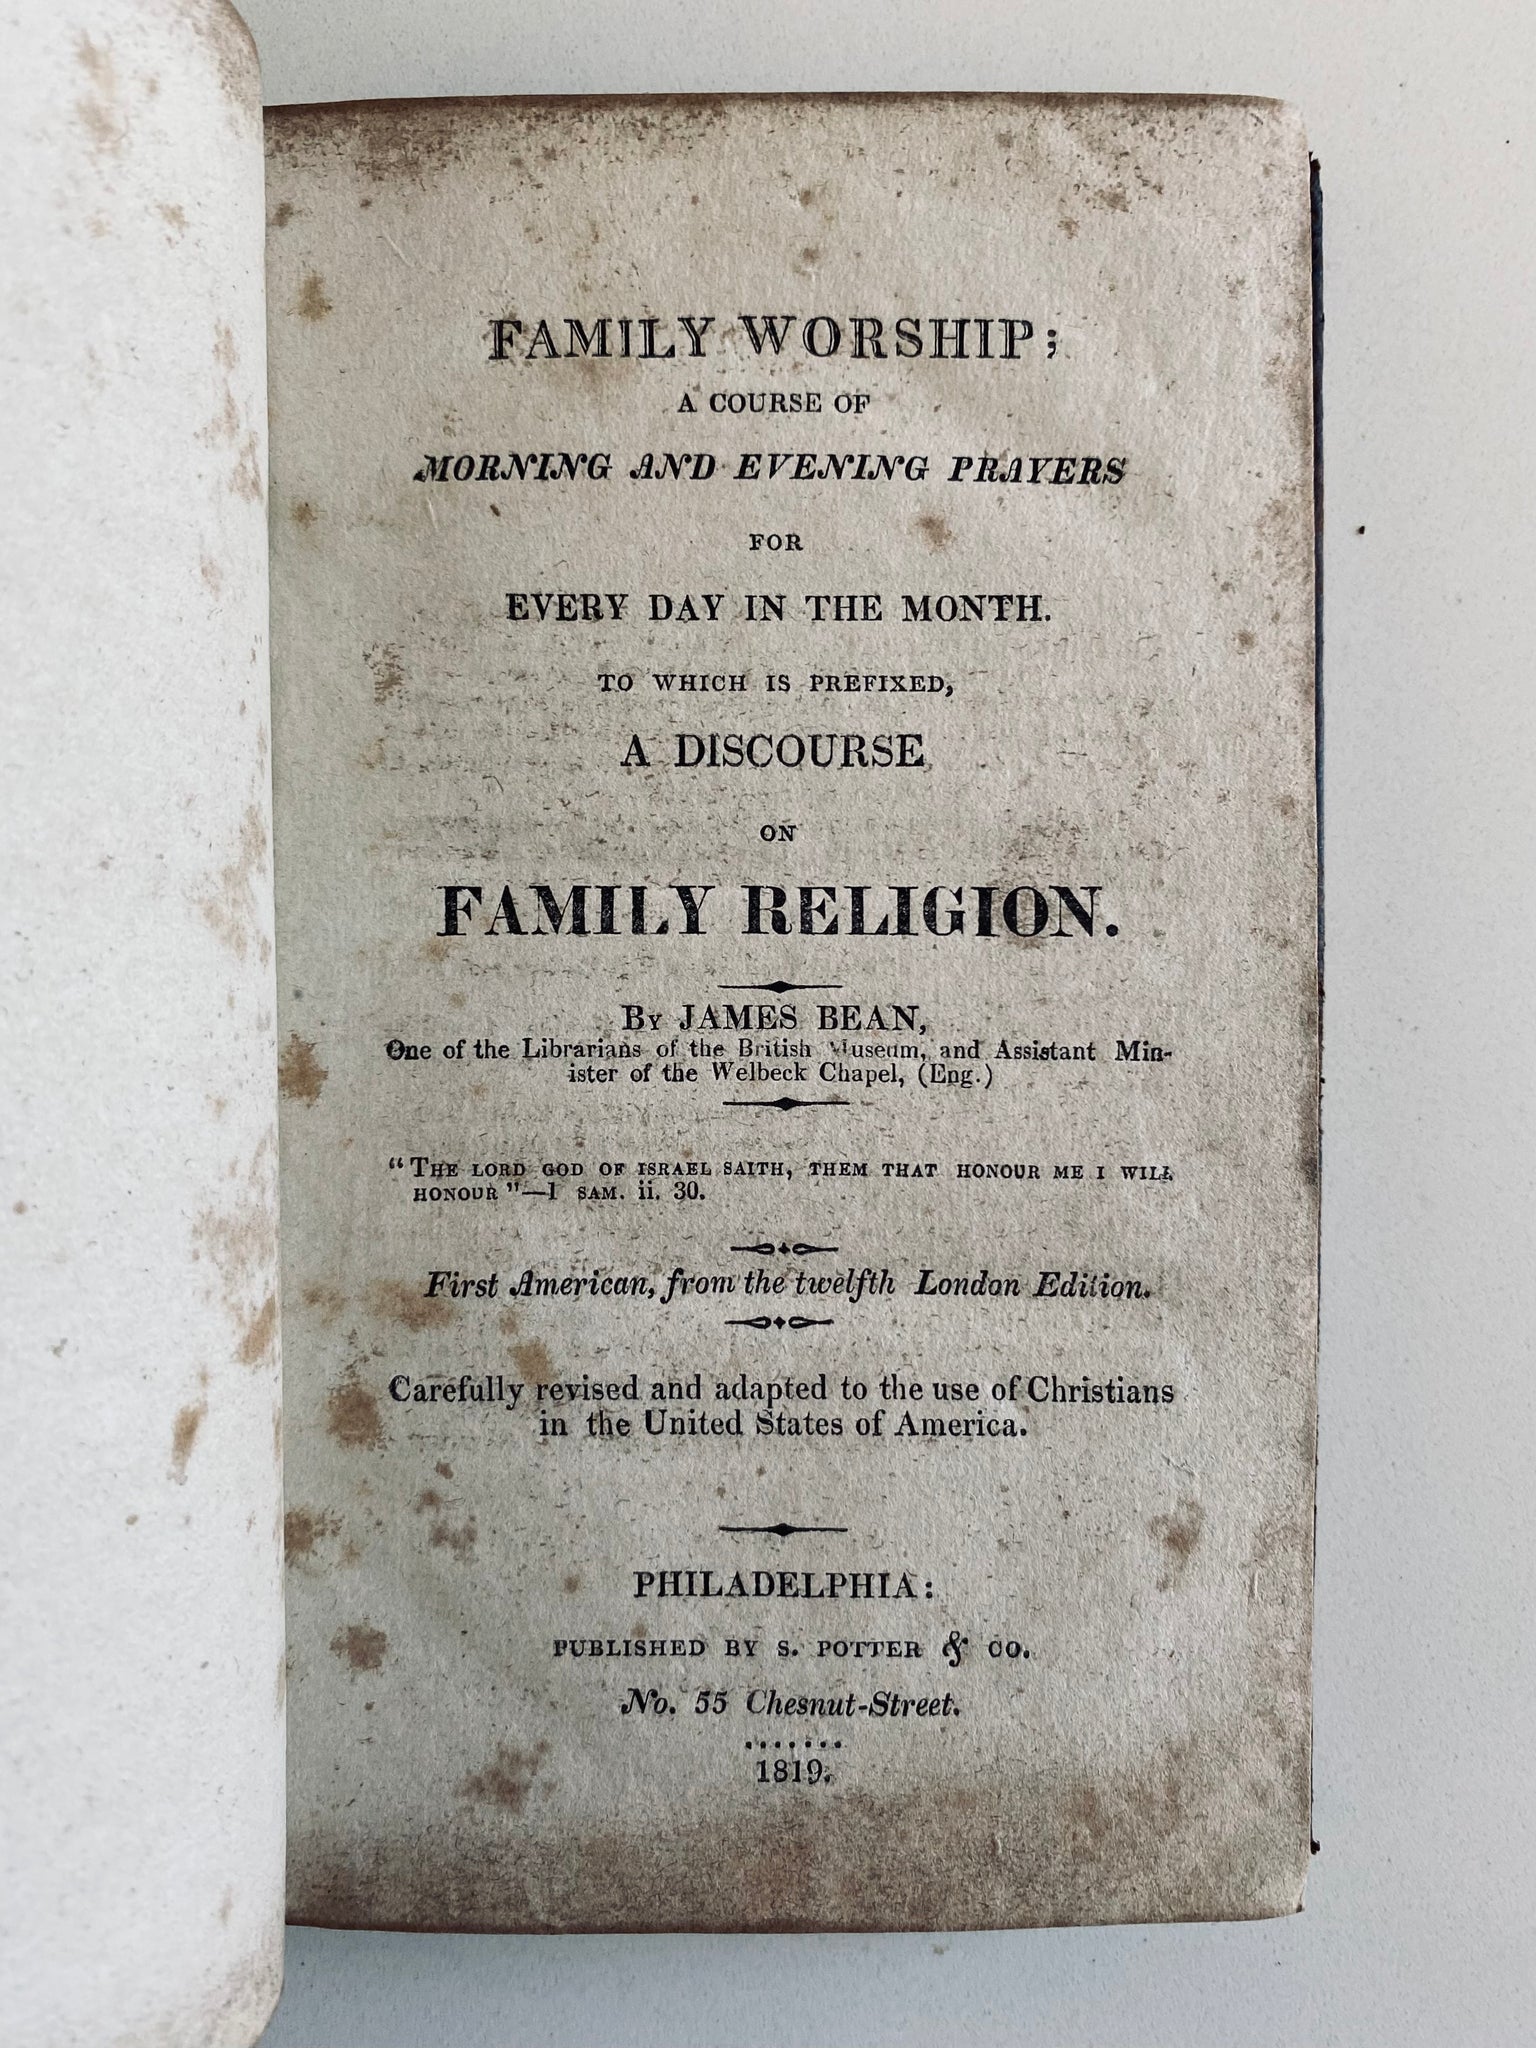 FAMILY WORSHIP;
A COURSE OF
MORNING AND EVENING PRAYERS
FOR
EVERY DAY IN THE MONTH.
TO WHICH IS PREFIXED,
A DISCOURSE
ON
FAMILY RELIGION.
By JAMES BEAN,
One of the Librarians of the British Museum, and Assistant Min-
ister of the Welbeck Chapel, (Eng.)
"THE LORD GOD OF ISRAEL SAITH, THEM THAT HONOUR ME I WILL
HONOUR"—I SAM. ii. 30.
First American, from the twelfth London Edition.
Carefully revised and adapted to the use of Christians
in the United States of America.
PHILADELPHIA:
PUBLISHED BY S. POTTER & CO.
No. 55 Chesnut-Street.
.......
1819.